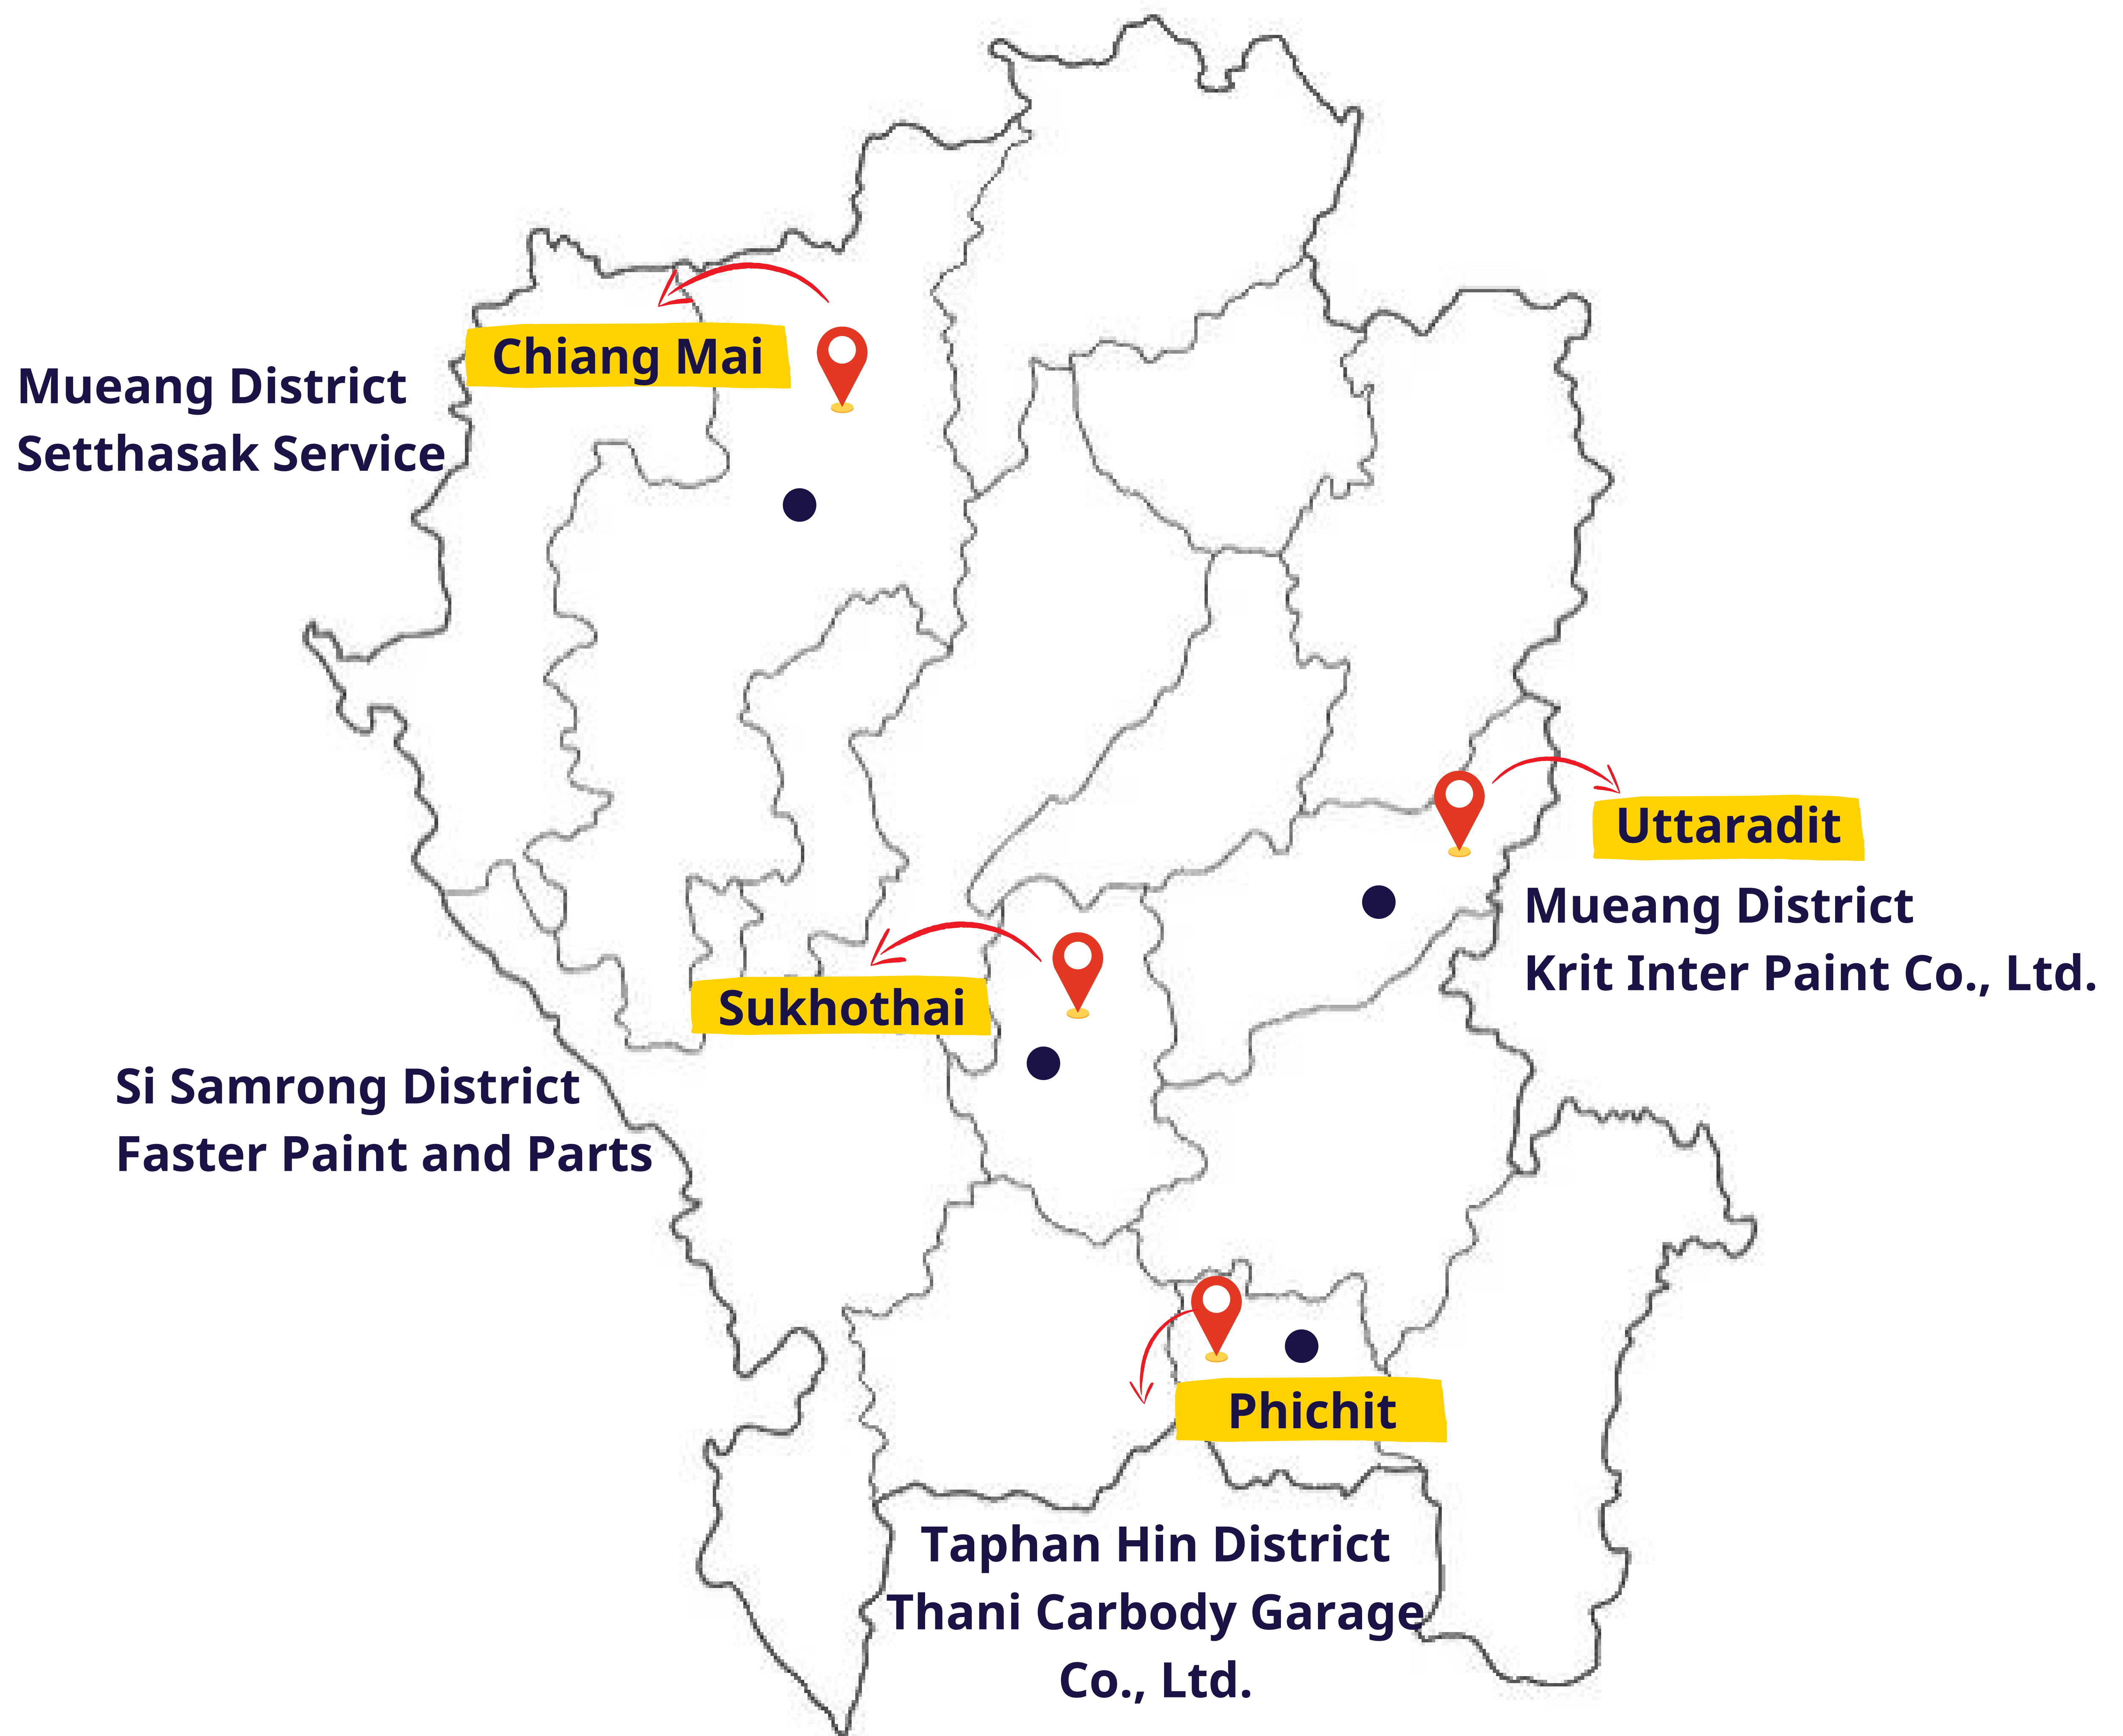 Chiang Mai
Mueang District
Setthasak Service
Uttaradit
Mueang District
Krit Inter Paint Co., Ltd.
Sukhothai
Si Samrong District
Faster Paint and Parts
Phichit
Taphan Hin District
Thani Carbody Garage
Co., Ltd.